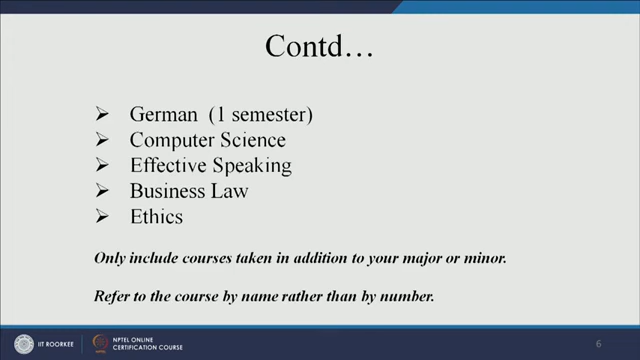 Contd…
➢ German (1 semester)
➢ Computer Science
➢ Effective Speaking
➢ Business Law
➢ Ethics
Only include courses taken in addition to your major or minor.
Refer to the course by name rather than by number.
IIT ROORKEE
NPTEL ONLINE
CERTIFICATION COURSE
6